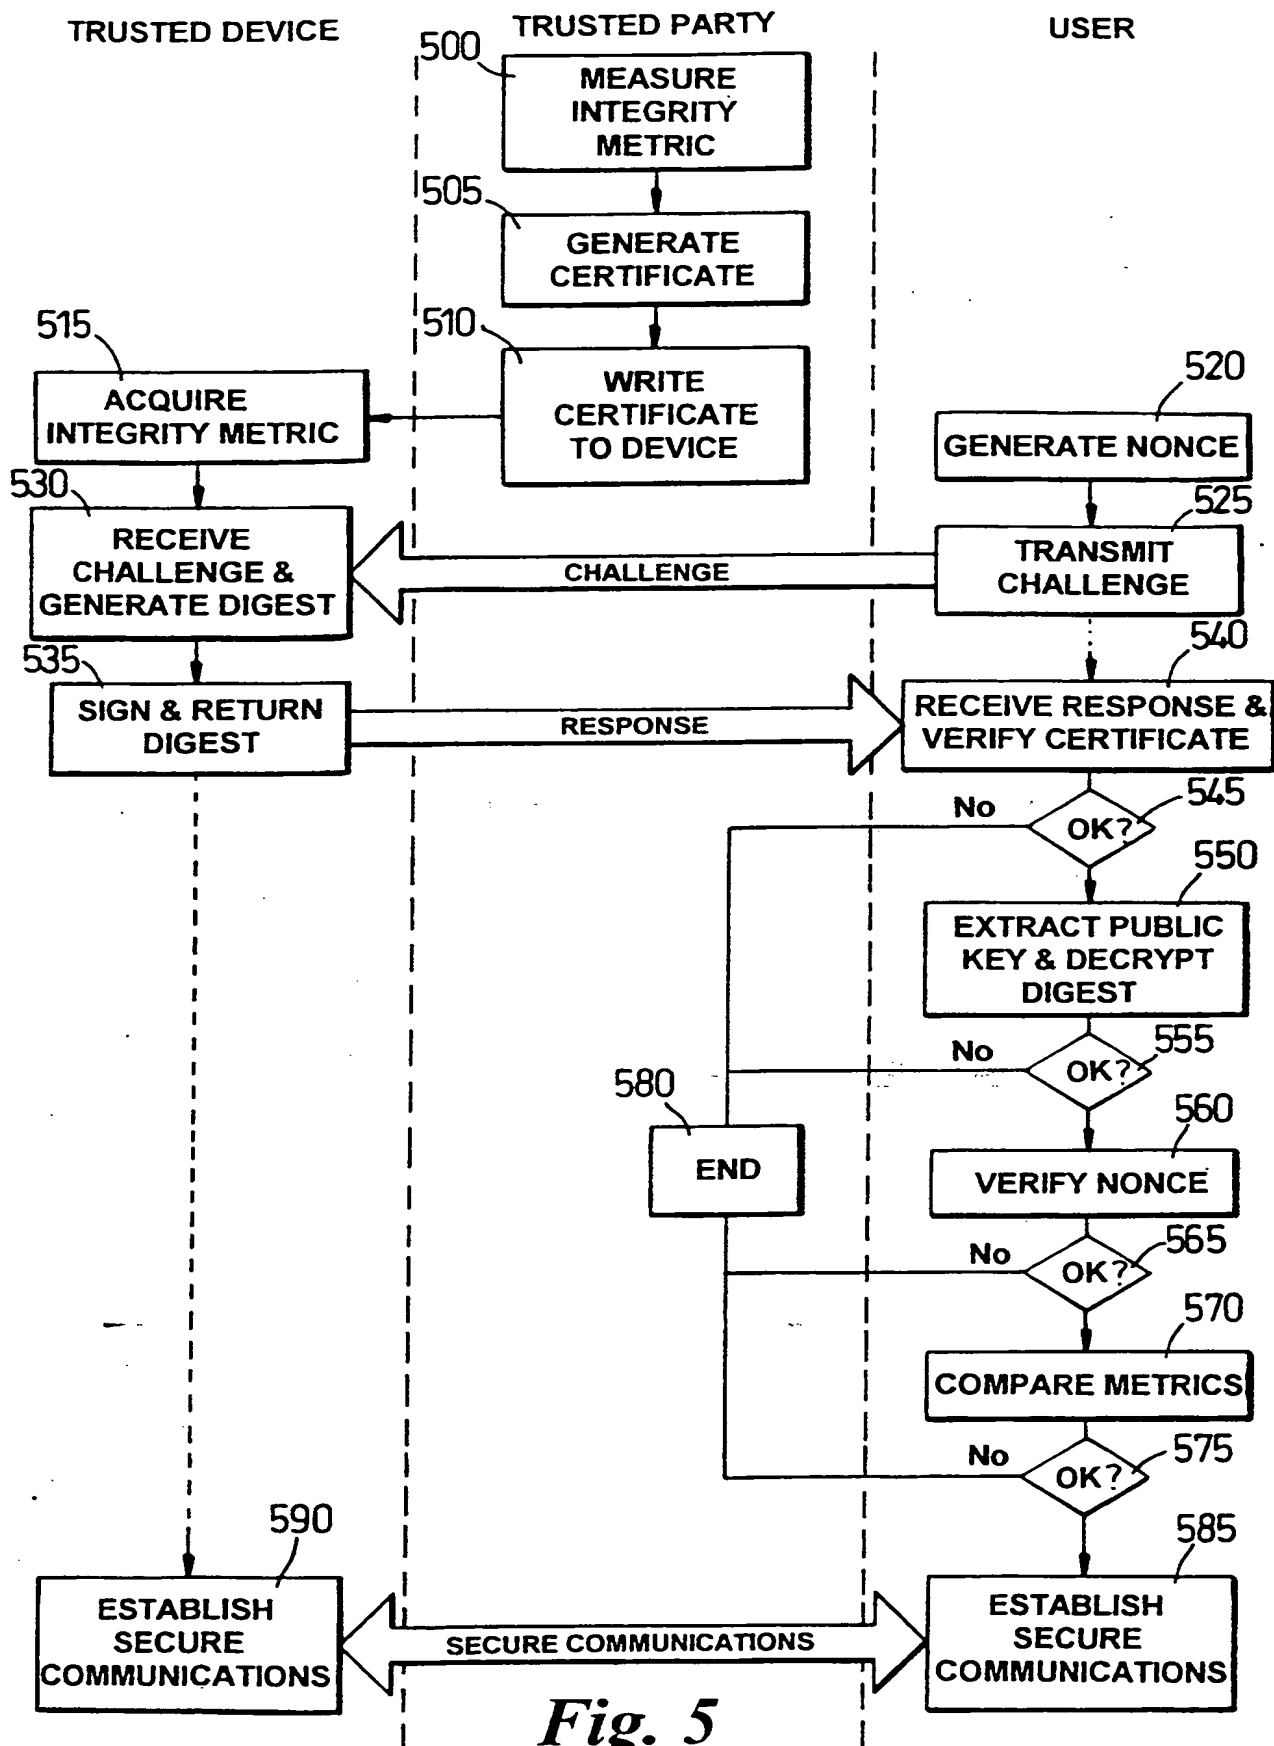 TRUSTED DEVICE
TRUSTED PARTY
USER
500
MEASURE
INTEGRITY
METRIC
505
GENERATE
CERTIFICATE
510
WRITE
CERTIFICATE
TO DEVICE
515
ACQUIRE
INTEGRITY METRIC
520
GENERATE NONCE
525
TRANSMIT
CHALLENGE
CHALLENGE
530
RECEIVE
CHALLENGE &
GENERATE DIGEST
535
SIGN & RETURN
DIGEST
RESPONSE
540
RECEIVE RESPONSE &
VERIFY CERTIFICATE
545
OK?
No
550
EXTRACT PUBLIC
KEY & DECRYPT
DIGEST
555
OK?
No
580
END
560
VERIFY NONCE
565
OK?
No
570
COMPARE METRICS
575
OK?
No
590
ESTABLISH
SECURE
COMMUNICATIONS
SECURE COMMUNICATIONS
585
ESTABLISH
SECURE
COMMUNICATIONS
Fig. 5